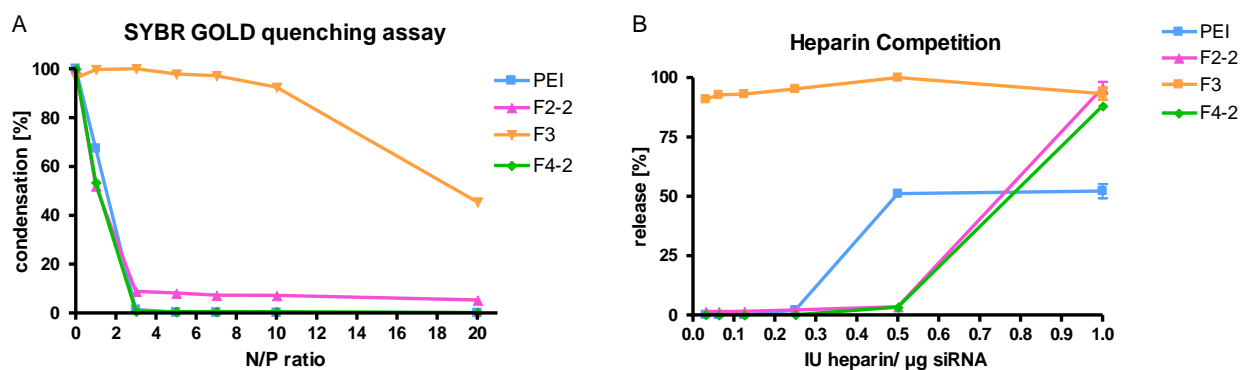 A
SYBR GOLD quenching assay
condensation [%]
100
80
60
40
20
0
0 2 4 6 8 10 12 14 16 18 20
N/P ratio
PEI
F2-2
F3
F4-2
B
Heparin Competition
release [%]
100
75
50
25
0
0.0 0.1 0.2 0.3 0.4 0.5 0.6 0.7 0.8 0.9 1.0
IU heparin/ µg siRNA
PEI
F2-2
F3
F4-2